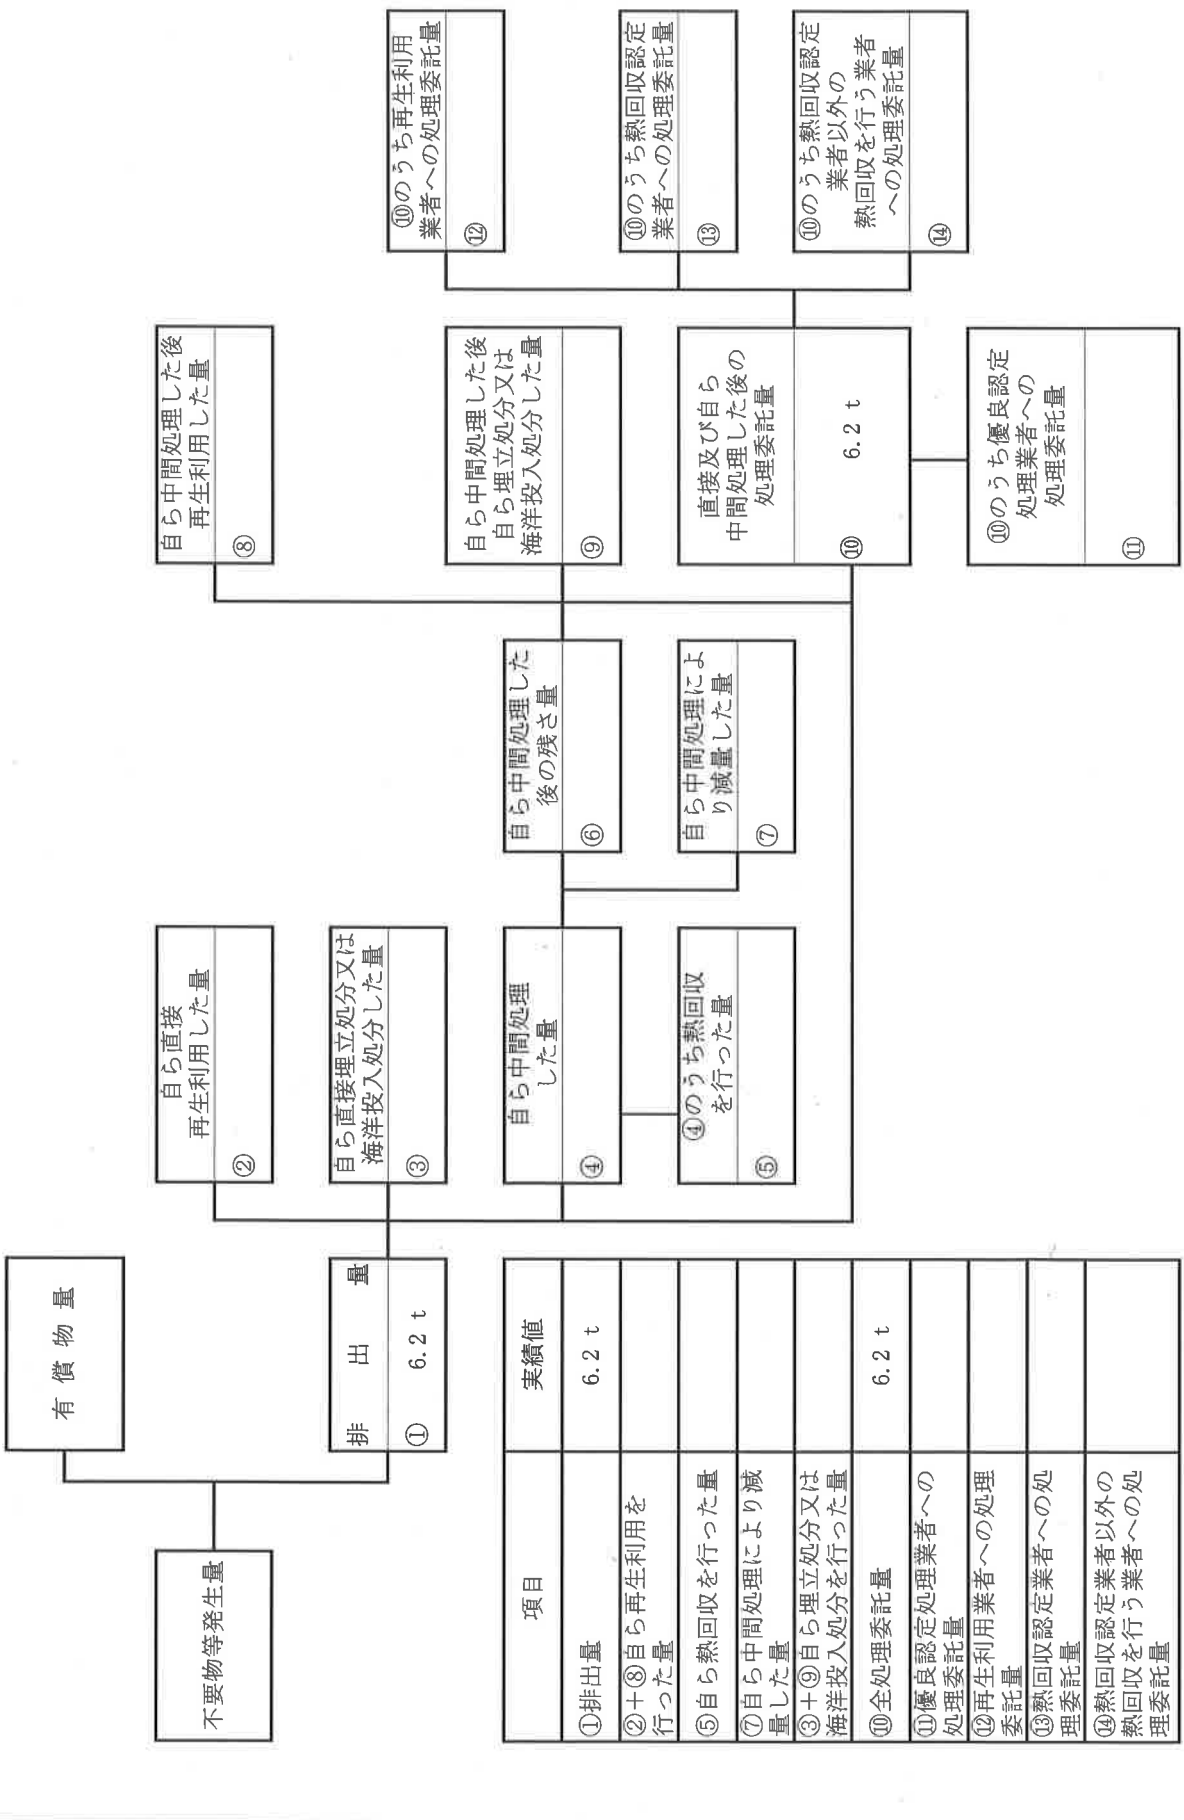 不要物等発生量
有償物量
排出量
① 6.2 t
自ら直接
再生利用した量
②
自ら直接埋立処分又は
海洋投入処分した量
③
自ら中間処理
した量
④
④のうち熱回収
を行った量
⑤
自ら中間処理した
後の残さ量
⑥
自ら中間処理によ
り減量した量
⑦
自ら中間処理した後
再生利用した量
⑧
自ら中間処理した後
自ら埋立処分又は
海洋投入処分した量
⑨
直接及び自ら
中間処理した後の
処理委託量
⑩ 6.2 t
⑩のうち優良認定
処理業者への
処理委託量
⑪
⑩のうち再生利用
業者への処理委託量
⑫
⑩のうち熱回収認定
業者への処理委託量
⑬
⑩のうち熱回収認定
業者以外の
熱回収を行う業者
への処理委託量
⑭
項目 実績値
①排出量 6.2 t
②+⑧自ら再生利用を
行った量
⑤自ら熱回収を行った量
⑦自ら中間処理により減
量した量
③+⑨自ら埋立処分又は
海洋投入処分を行った量
⑩全処理委託量 6.2 t
⑪優良認定処理業者への
処理委託量
⑫再生利用業者への処理
委託量
⑬熱回収認定業者への処
理委託量
⑭熱回収認定業者以外の
熱回収を行う業者への処
理委託量